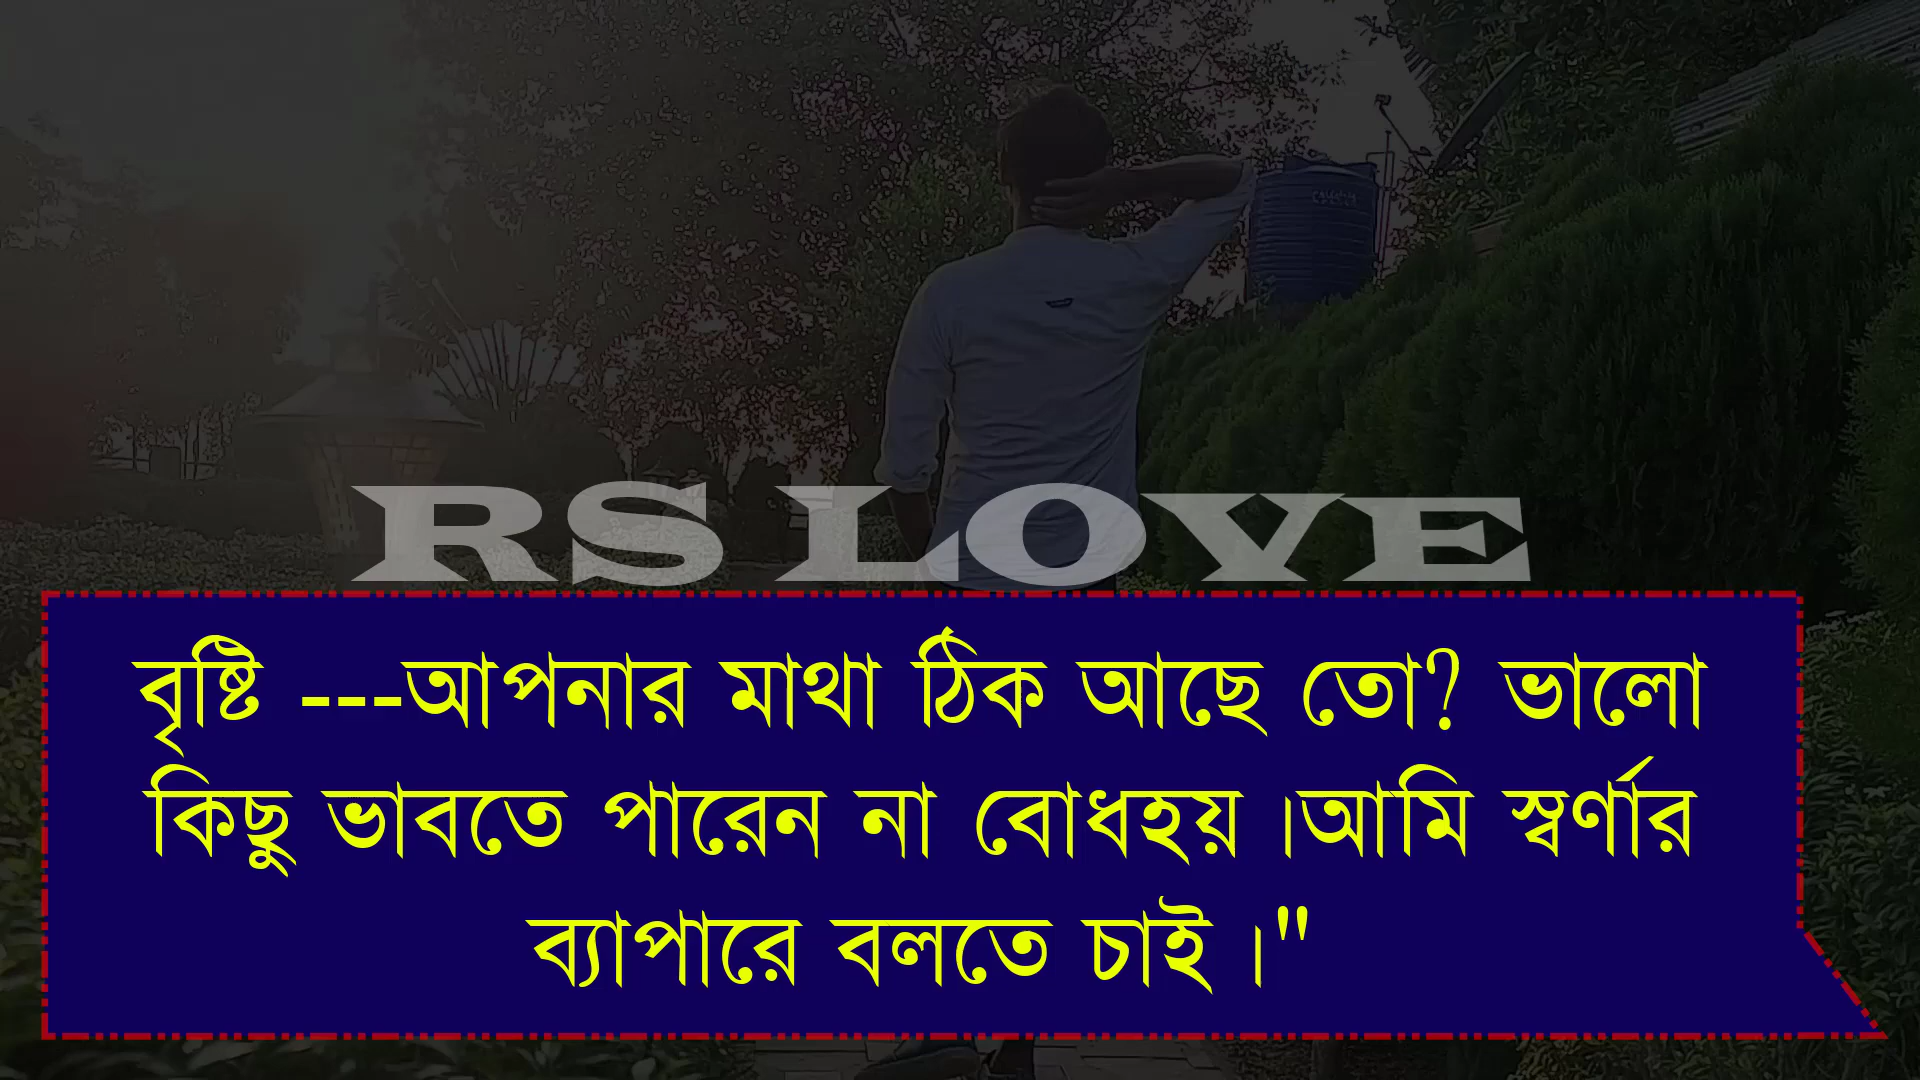 RS LOVE
বৃষ্টি ---আপনার মাথা ঠিক আছে তো? ভালো
কিছু ভাবতে পারেন না বোধহয় ।আমি স্বর্ণার
ব্যাপারে বলতে চাই ।"